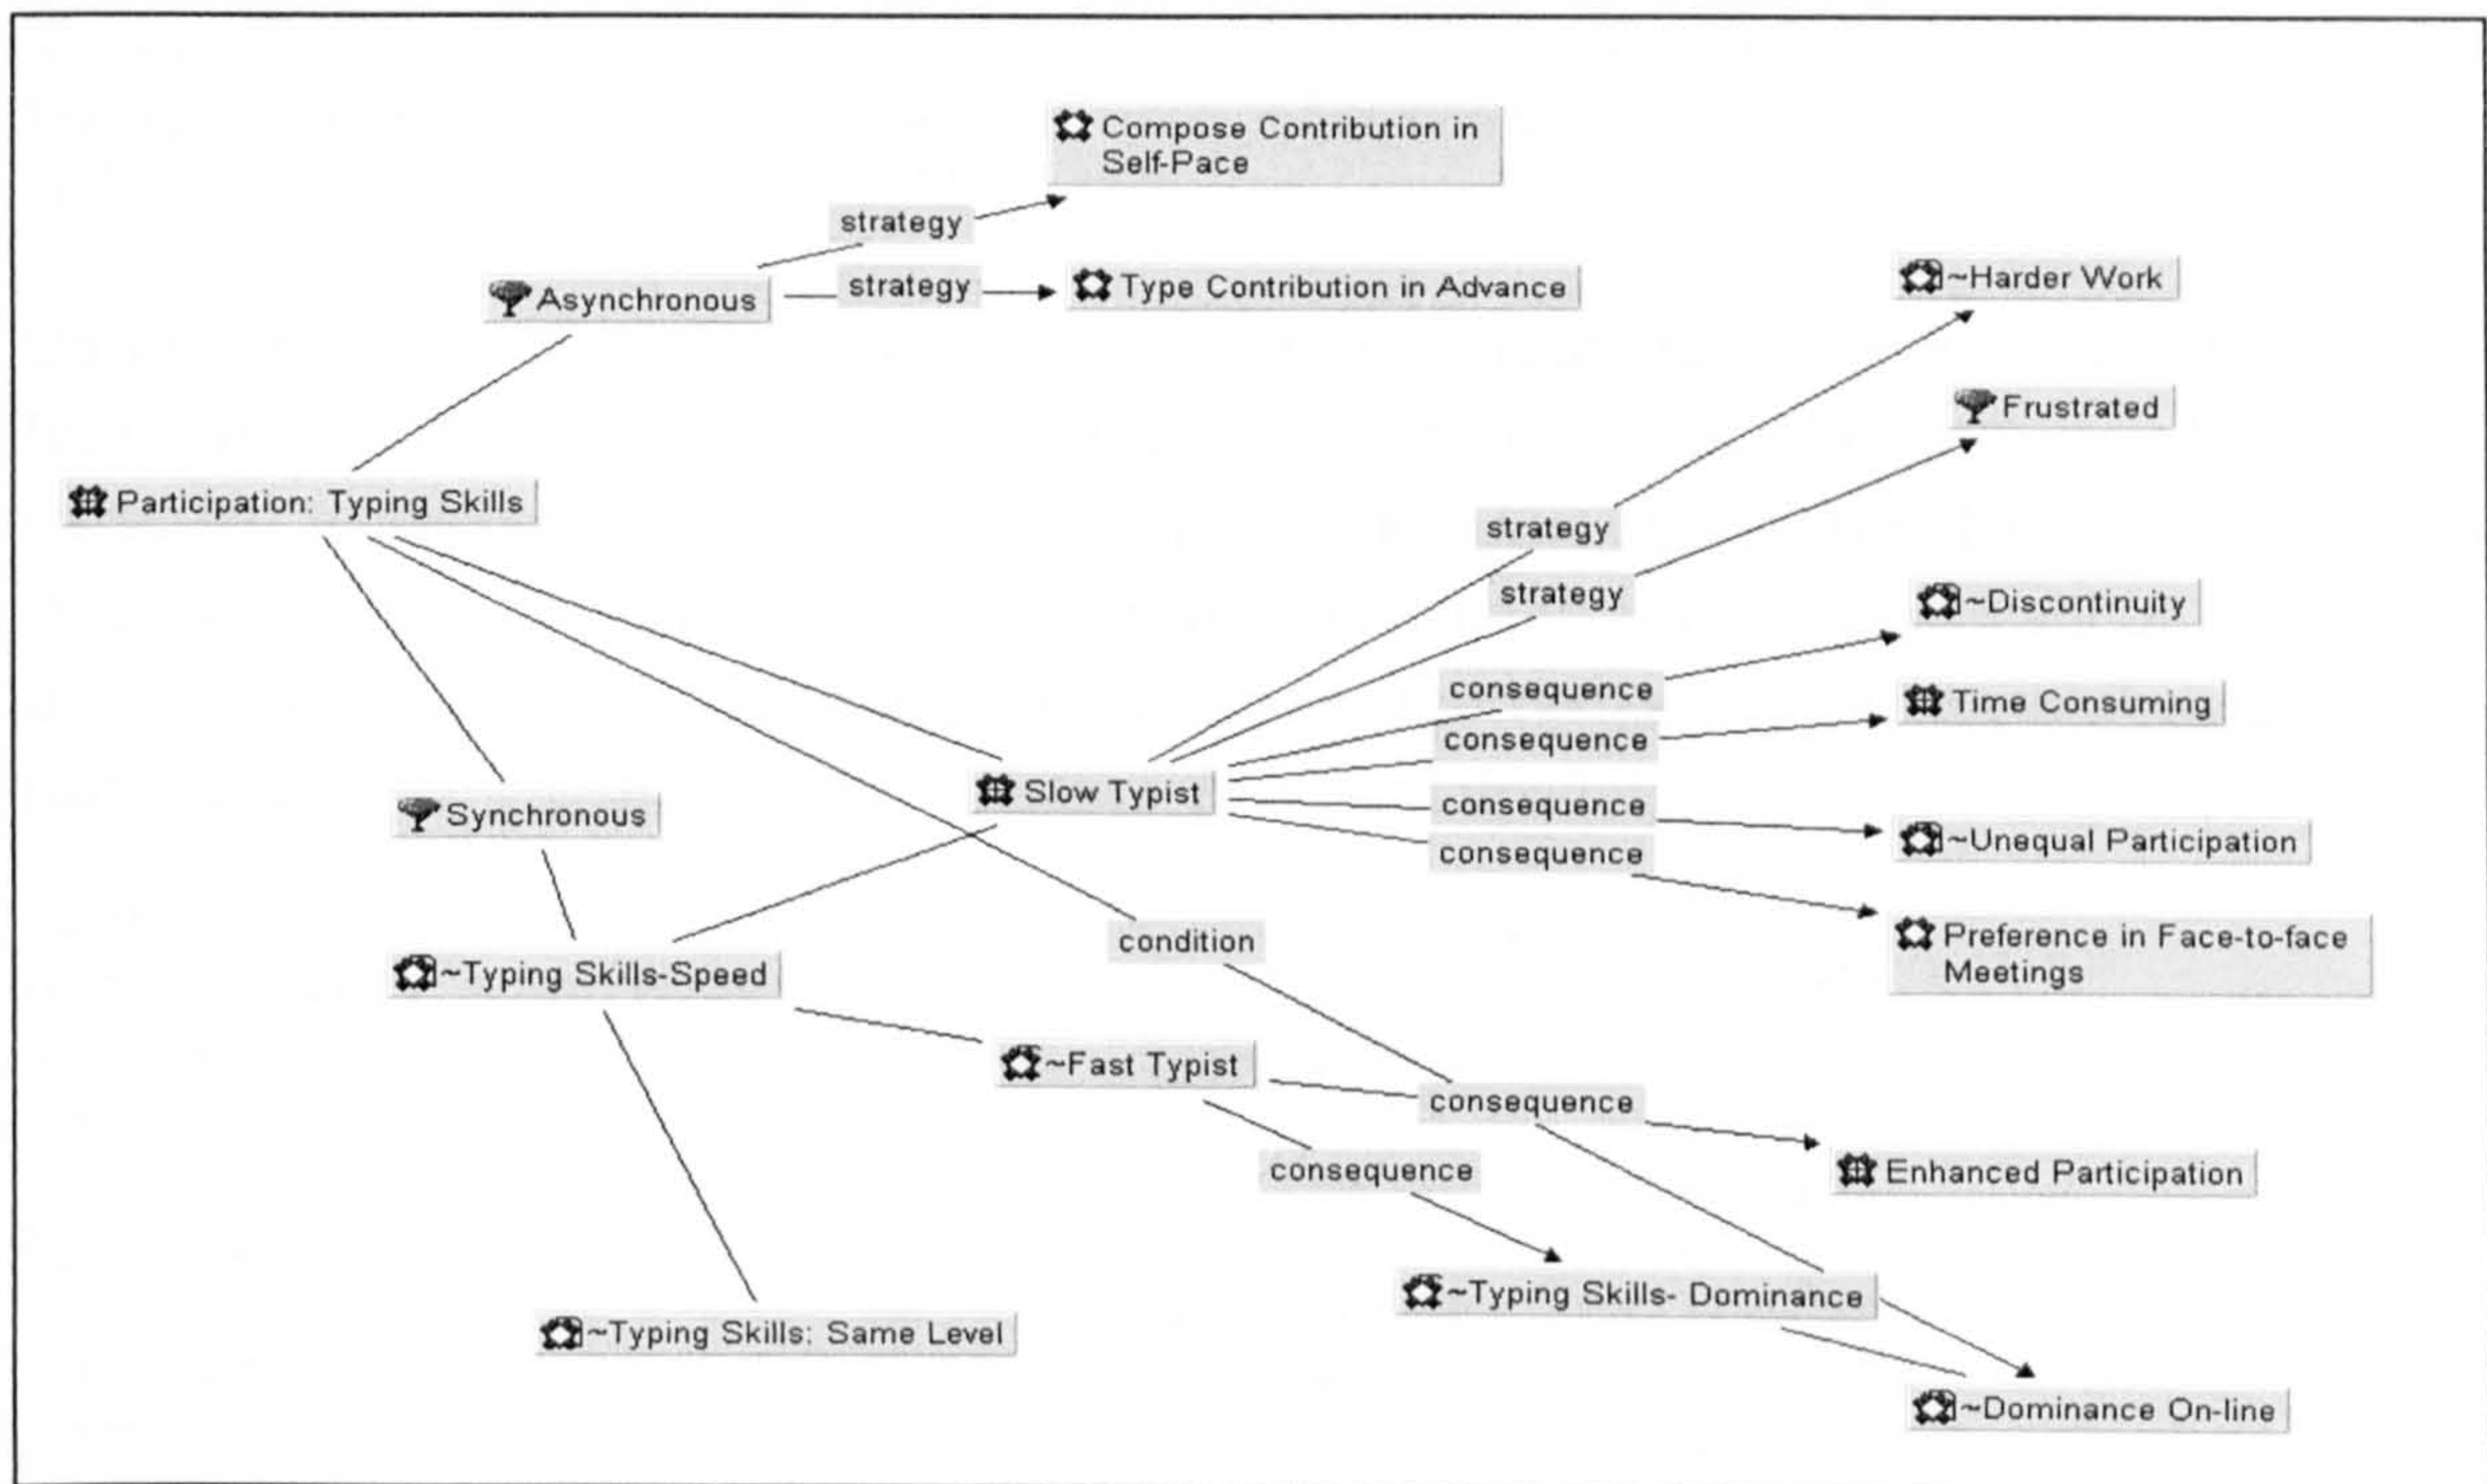 Compose Contribution in
Self-Pace
strategy
strategy
Type Contribution in Advance
Asynchronous
~Harder Work
Frustrated
Participation: Typing Skills
strategy
strategy
~Discontinuity
consequence
Time Consuming
consequence
Slow Typist
consequence
Synchronous
~Unequal Participation
consequence
Preference in Face-to-face
Meetings
condition
~Typing Skills-Speed
~Fast Typist
consequence
consequence
Enhanced Participation
~Typing Skills- Dominance
~Typing Skills: Same Level
~Dominance On-line